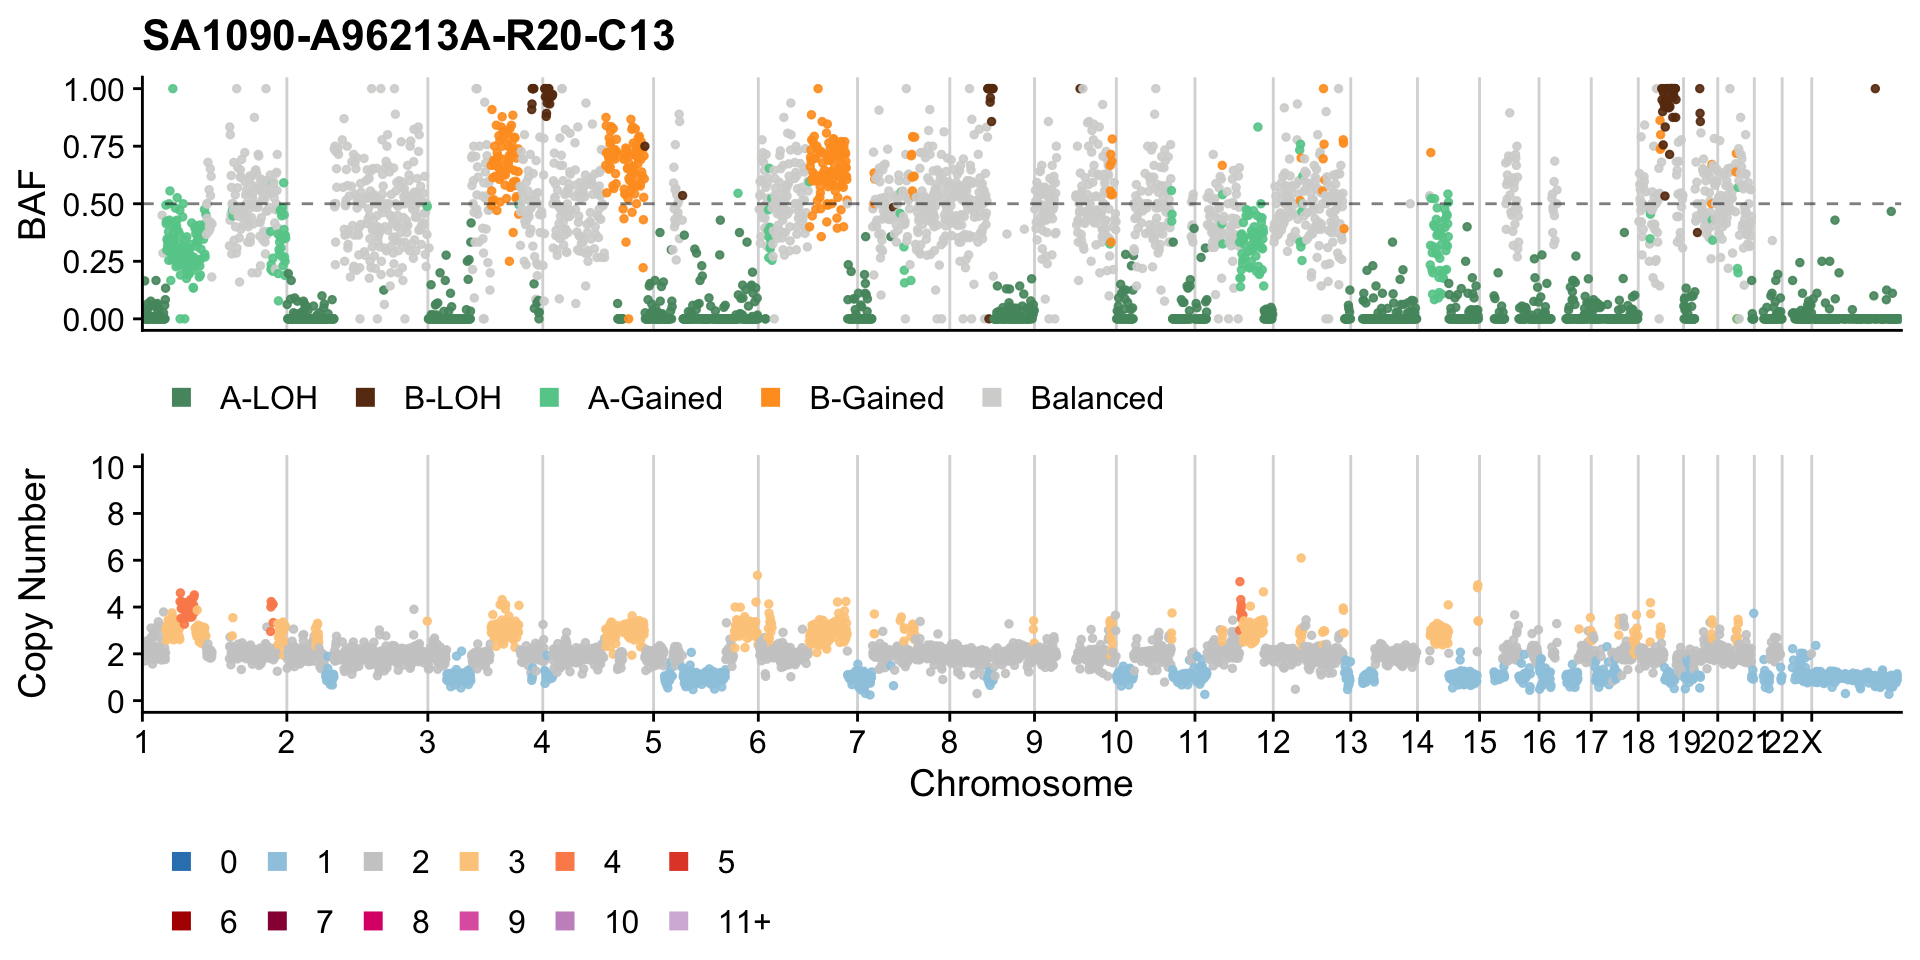 SA1090-A96213A-R20-C13
1.00
0.75
0.50
0.25
0.00
BAF
A-LOH B-LOH A-Gained B-Gained Balanced
10
8
6
4
2
0
Copy Number
1 2 3 4 5 6 7 8 9 10 11 12 13 14 15 16 17 18 19 20 21 22 X
Chromosome
0 1 2 3 4 5
6 7 8 9 10 11+